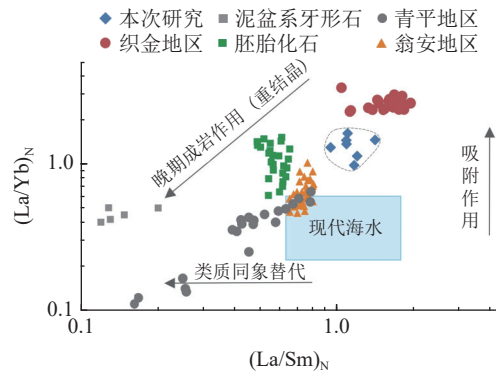 本次研究 泥盆系牙形石 青平地区
织金地区 胚胎化石 翁安地区
晚期成岩作用（重结晶）
吸附作用
现代海水
类质同象替代
(La/Yb)N
1.0
0.1
0.1 1.0
(La/Sm)N